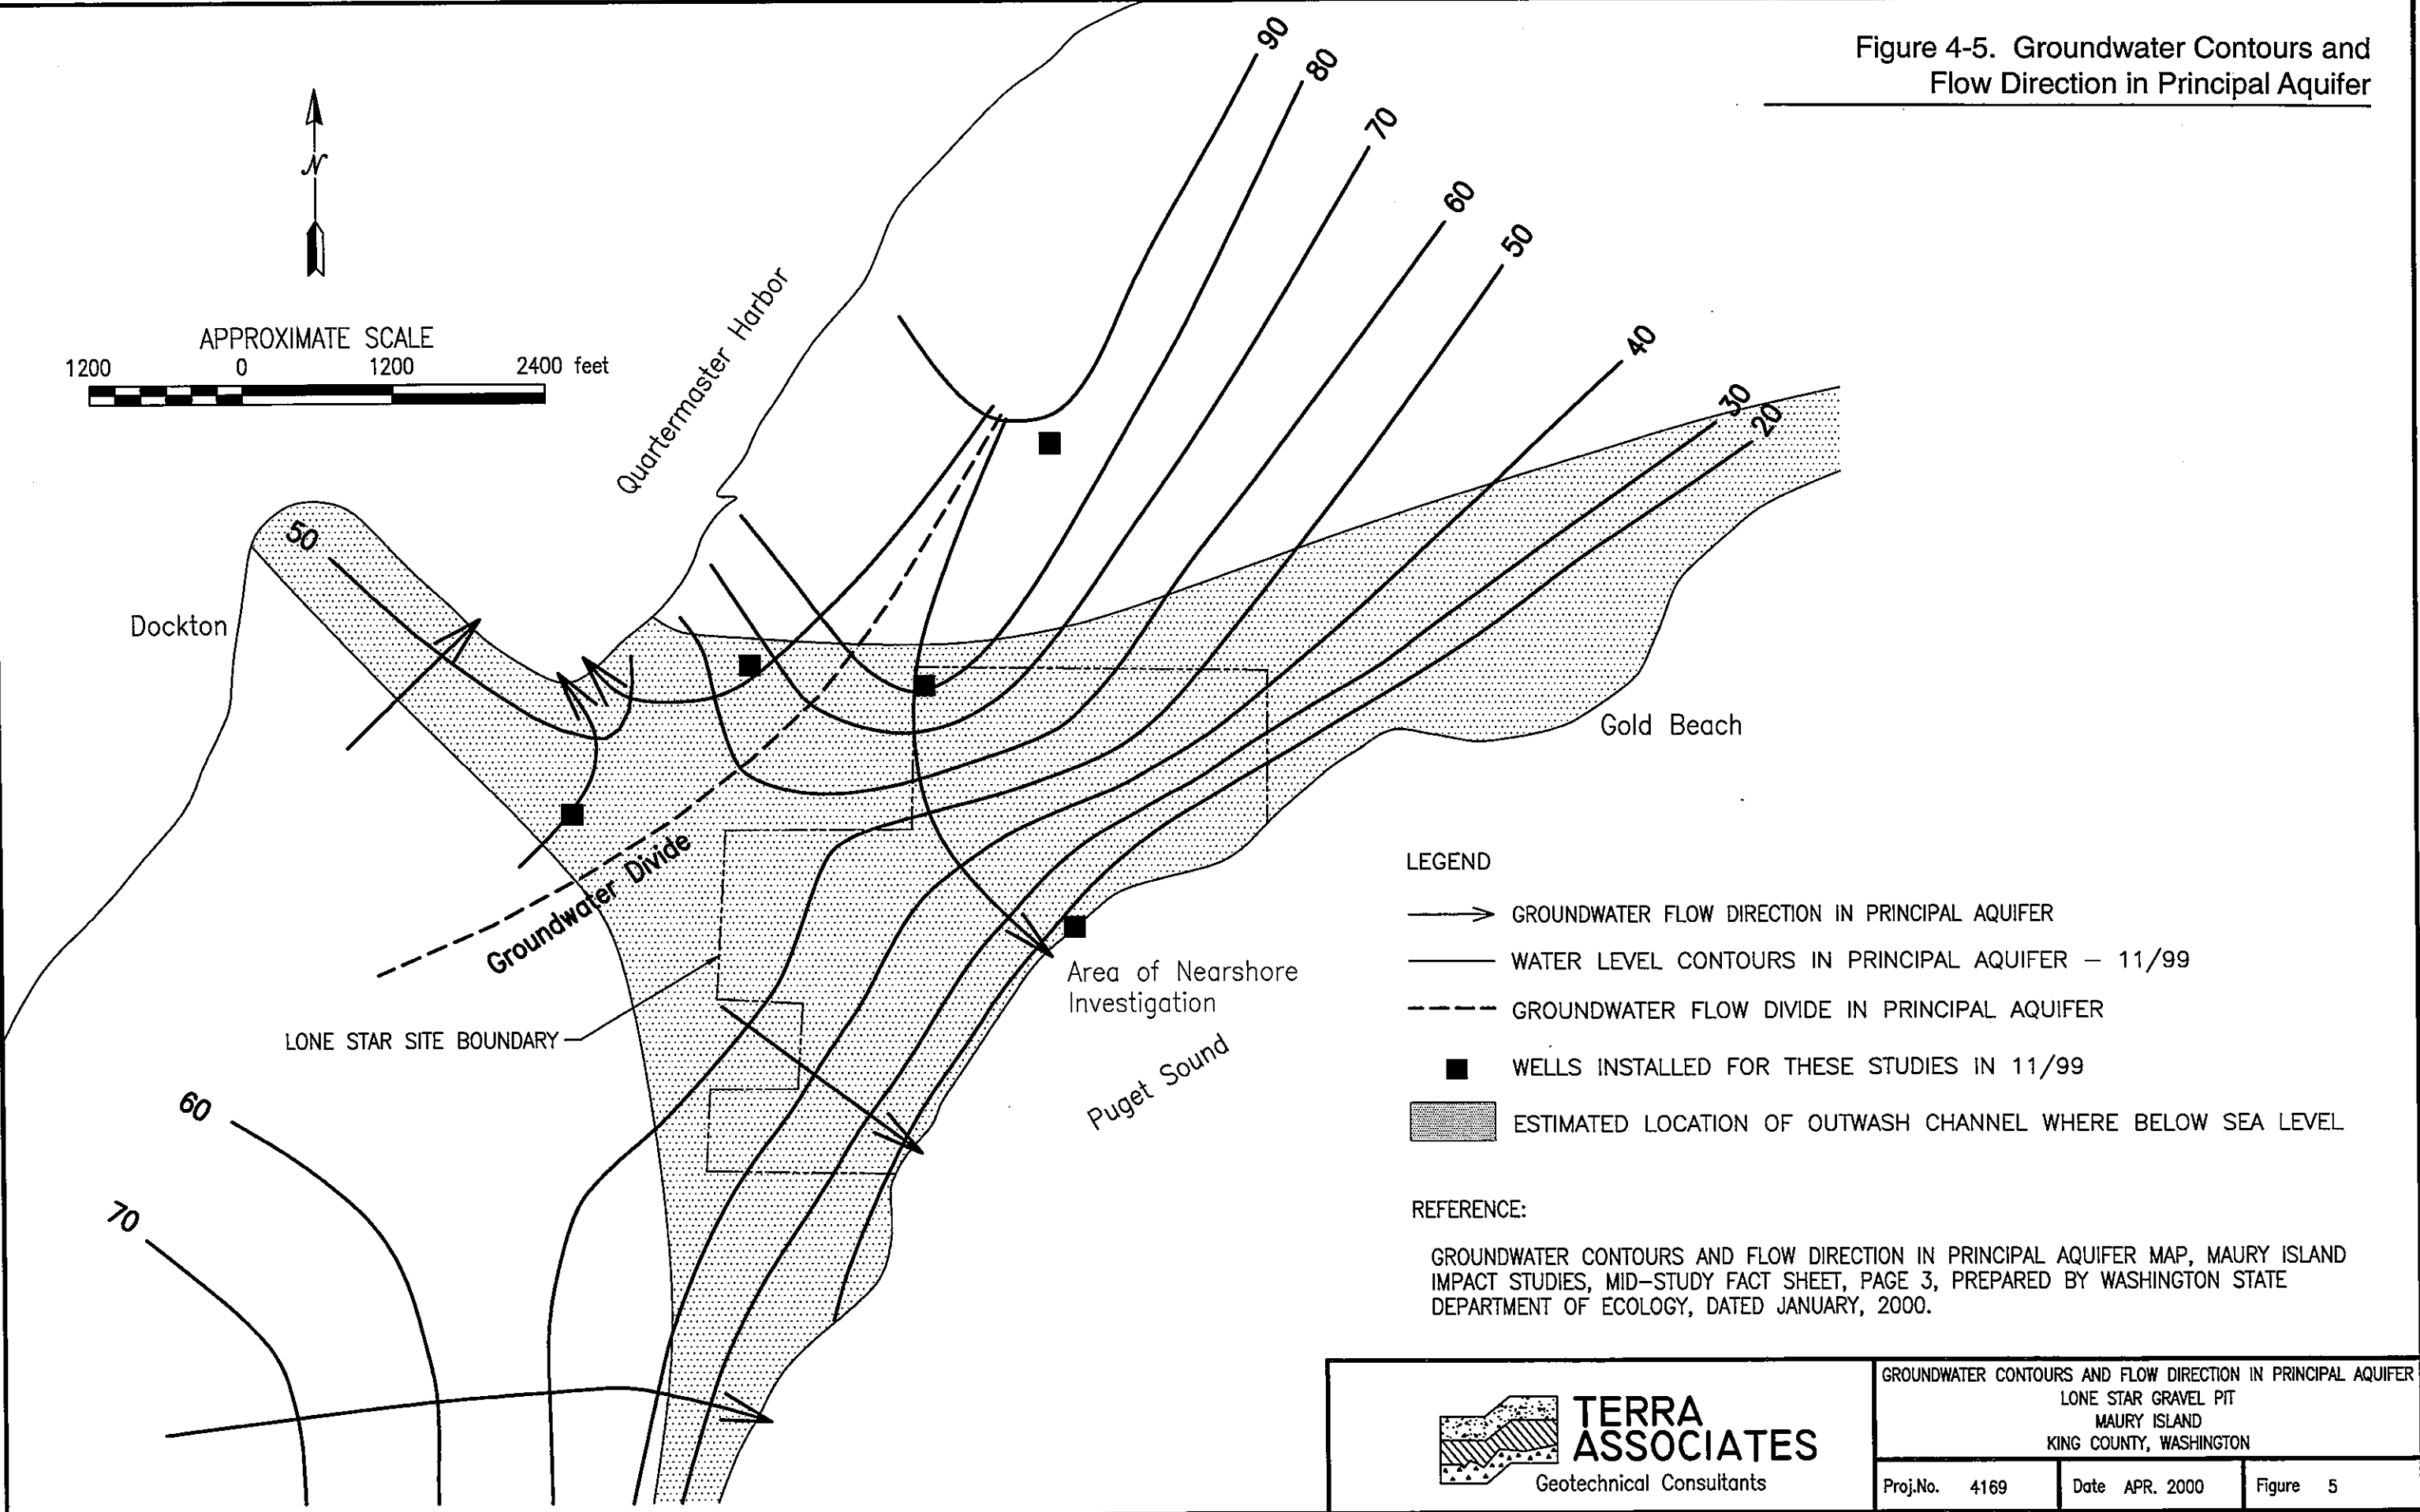 Figure 4-5. Groundwater Contours and
Flow Direction in Principal Aquifer
90
80
70
60
50
40
30
20
N
APPROXIMATE SCALE
1200 0 1200 2400 feet
Quartermaster Harbor
50
Dockton
Gold Beach
Groundwater Divide
Area of Nearshore
Investigation
Puget Sound
LONE STAR SITE BOUNDARY
60
70
LEGEND
GROUNDWATER FLOW DIRECTION IN PRINCIPAL AQUIFER
WATER LEVEL CONTOURS IN PRINCIPAL AQUIFER – 11/99
GROUNDWATER FLOW DIVIDE IN PRINCIPAL AQUIFER
WELLS INSTALLED FOR THESE STUDIES IN 11/99
ESTIMATED LOCATION OF OUTWASH CHANNEL WHERE BELOW SEA LEVEL
REFERENCE:
GROUNDWATER CONTOURS AND FLOW DIRECTION IN PRINCIPAL AQUIFER MAP, MAURY ISLAND
IMPACT STUDIES, MID–STUDY FACT SHEET, PAGE 3, PREPARED BY WASHINGTON STATE
DEPARTMENT OF ECOLOGY, DATED JANUARY, 2000.
TERRA
ASSOCIATES
Geotechnical Consultants
GROUNDWATER CONTOURS AND FLOW DIRECTION IN PRINCIPAL AQUIFER
LONE STAR GRAVEL PIT
MAURY ISLAND
KING COUNTY, WASHINGTON
Proj.No. 4169
Date APR. 2000
Figure 5